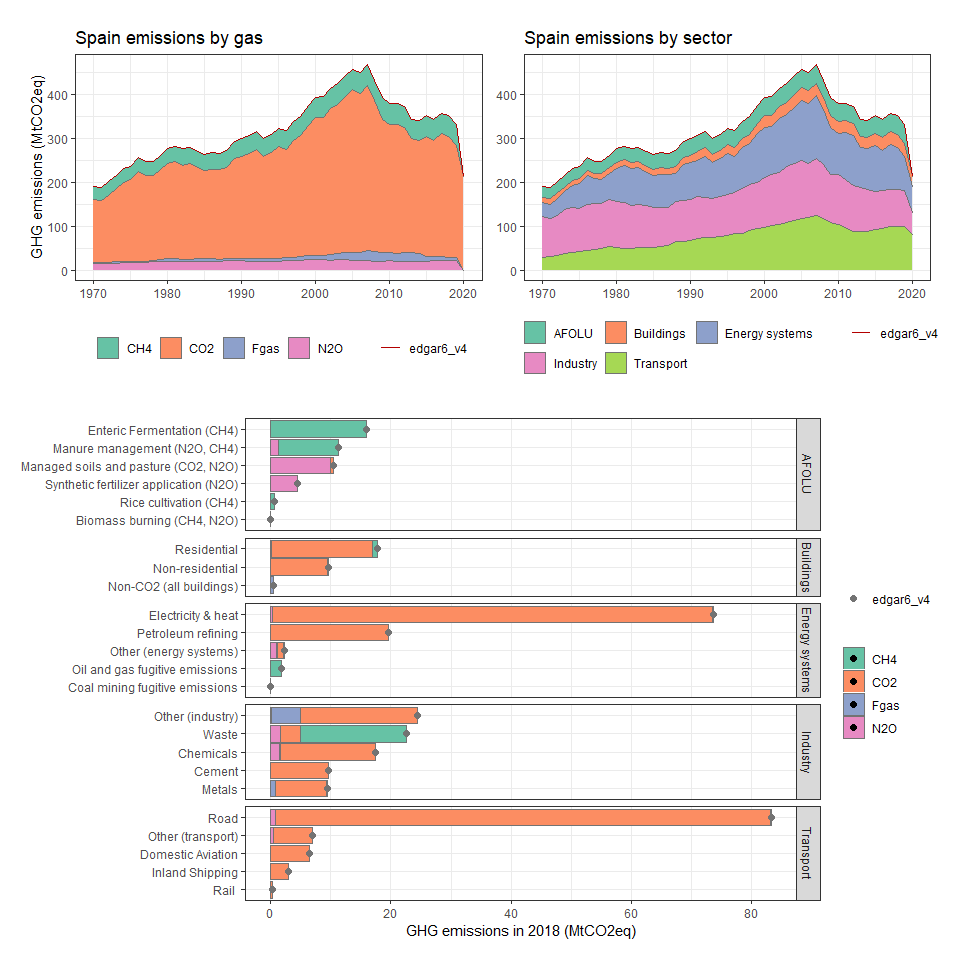 Spain emissions by gas
Spain emissions by sector
GHG emissions (MtCO2eq)
400
300
200
100
0
1970 1980 1990 2000 2010 2020
400
300
200
100
0
1970 1980 1990 2000 2010 2020
CH4 CO2 Fgas N2O edgar6_v4
AFOLU Buildings Energy systems edgar6_v4
Industry Transport
Enteric Fermentation (CH4)
Manure management (N2O, CH4)
Managed soils and pasture (CO2, N2O)
Synthetic fertilizer application (N2O)
Rice cultivation (CH4)
Biomass burning (CH4, N2O)
AFOLU
Residential
Non-residential
Non-CO2 (all buildings)
Buildings
Electricity & heat
Petroleum refining
Other (energy systems)
Oil and gas fugitive emissions
Coal mining fugitive emissions
Energy systems
Other (industry)
Waste
Chemicals
Cement
Metals
Industry
Road
Other (transport)
Domestic Aviation
Inland Shipping
Rail
Transport
0 20 40 60 80
GHG emissions in 2018 (MtCO2eq)
edgar6_v4
CH4
CO2
Fgas
N2O